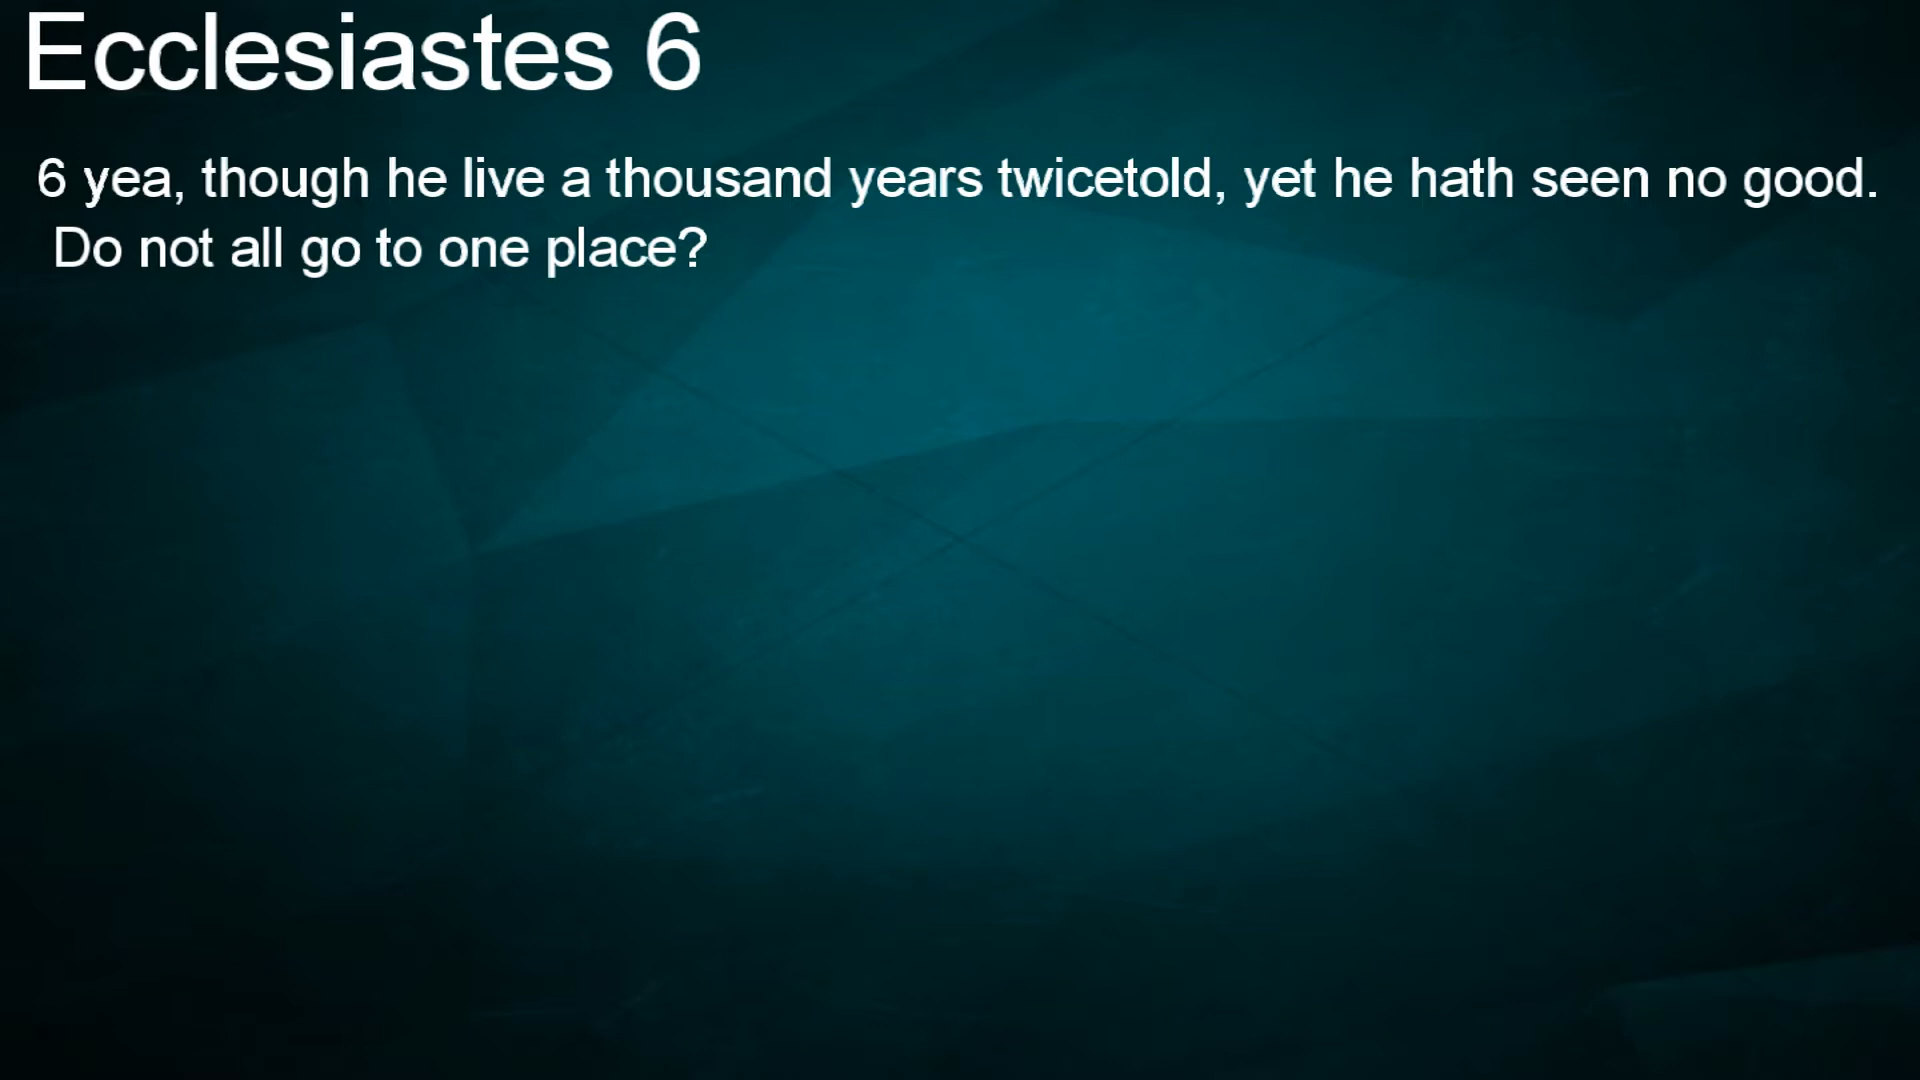 Ecclesiastes 6
6 yea, though he live a thousand years twicetold, yet he hath seen no good.
Do not all go to one place?